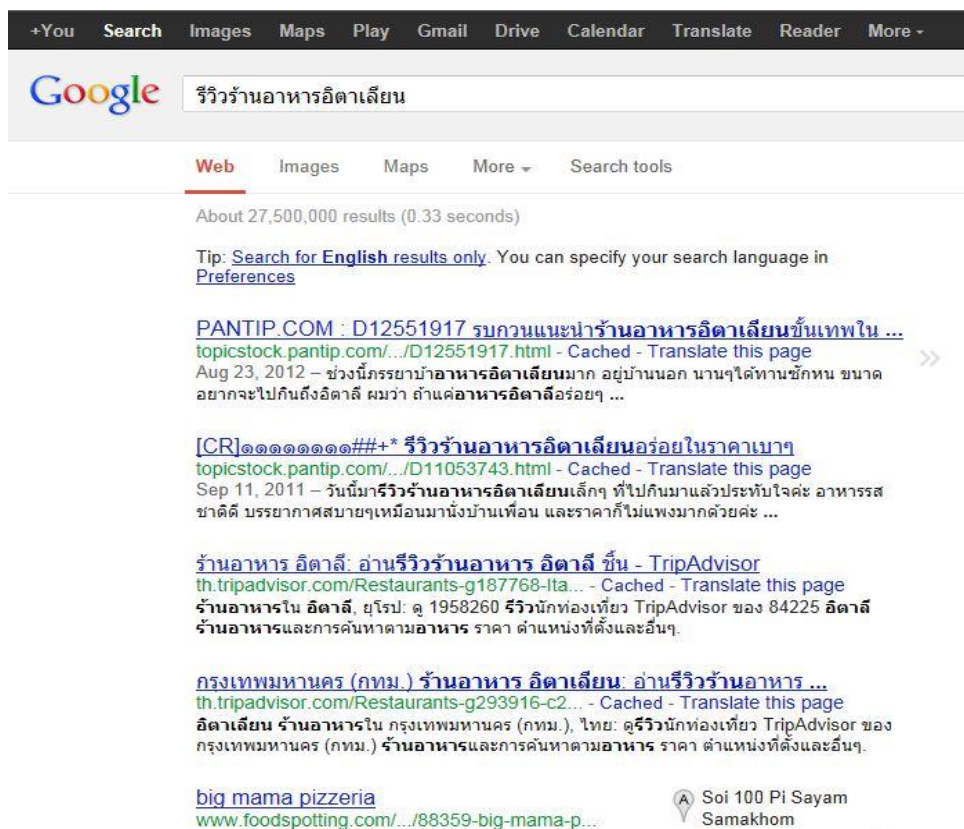 +You Search Images Maps Play Gmail Drive Calendar Translate Reader More
Google รีวิวร้านอาหารอิตาเลียน
Web Images Maps More Search tools
About 27,500,000 results (0.33 seconds)
Tip: Search for English results only. You can specify your search language in
Preferences
PANTIP.COM : D12551917 รบกวนแนะนำร้านอาหารอิตาเลียนขั้นเทพใน ...
topicstock.pantip.com/.../D12551917.html - Cached - Translate this page
Aug 23, 2012 – ช่วงนี้ภรรยาบ้าอาหารอิตาเลียนมาก อยู่บ้านนอก นานๆได้ทานซักหน ขนาด
อยากจะไปกินถึงอิตาลี ผมว่า ถ้าแค่อาหารอิตาลีอร่อยๆ ...
[CR]๑๑๑๑๑๑๑๑##+* รีวิวร้านอาหารอิตาเลียนอร่อยในราคาเบาๆ
topicstock.pantip.com/.../D11053743.html - Cached - Translate this page
Sep 11, 2011 – วันนี้มารีวิวร้านอาหารอิตาเลียนเล็กๆ ที่ไปกินมาแล้วประทับใจค่ะ อาหารรส
ชาติดี บรรยากาศสบายๆเหมือนมานั่งบ้านเพื่อน และราคาก็ไม่แพงมากด้วยค่ะ ...
ร้านอาหาร อิตาลี: อ่านรีวิวร้านอาหาร อิตาลี ชั้น - TripAdvisor
th.tripadvisor.com/Restaurants-g187768-Ita... - Cached - Translate this page
ร้านอาหารใน อิตาลี, ยุโรป: ดู 1958260 รีวิวนักท่องเที่ยว TripAdvisor ของ 84225 อิตาลี
ร้านอาหารและการค้นหาตามอาหาร ราคา ตำแหน่งที่ตั้งและอื่นๆ.
กรุงเทพมหานคร (กทม.) ร้านอาหาร อิตาเลียน: อ่านรีวิวร้านอาหาร ...
th.tripadvisor.com/Restaurants-g293916-c2... - Cached - Translate this page
อิตาเลียน ร้านอาหารใน กรุงเทพมหานคร (กทม.), ไทย: ดูรีวิวนักท่องเที่ยว TripAdvisor ของ
กรุงเทพมหานคร (กทม.) ร้านอาหารและการค้นหาตามอาหาร ราคา ตำแหน่งที่ตั้งและอื่นๆ.
big mama pizzeria
www.foodspotting.com/.../88359-big-mama-p...
A Soi 100 Pi Sayam
Samakhom